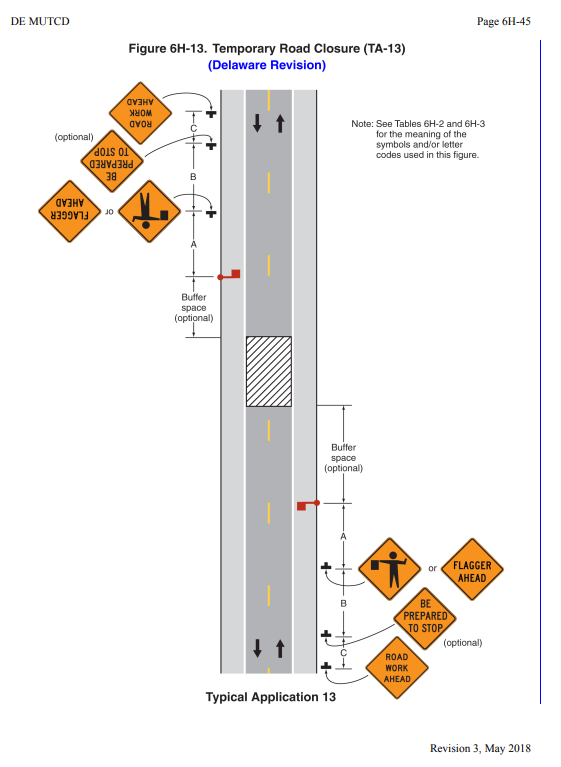 DE MUTCD
Page 6H-45
Figure 6H-13. Temporary Road Closure (TA-13)
(Delaware Revision)
ROAD
WORK
AHEAD
C
(optional)
BE
PREPARED
TO STOP
B
FLAGGER
AHEAD
or
A
Buffer
space
(optional)
Note: See Tables 6H-2 and 6H-3
for the meaning of the
symbols and/or letter
codes used in this figure.
Buffer
space
(optional)
A
or
FLAGGER
AHEAD
B
BE
PREPARED
TO STOP
(optional)
C
ROAD
WORK
AHEAD
Typical Application 13
Revision 3, May 2018